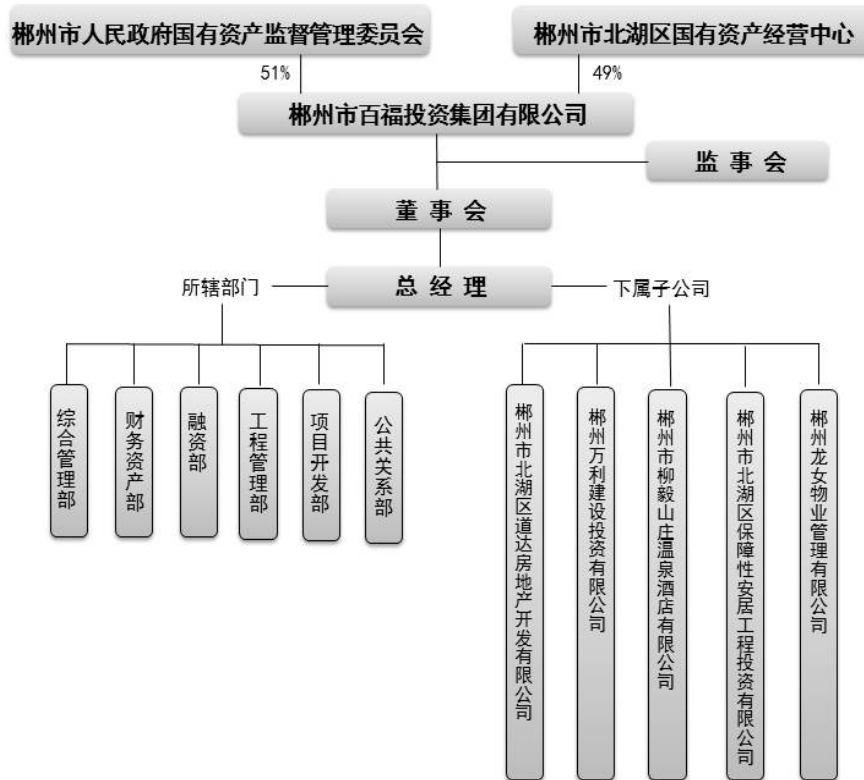 郴州市人民政府国有资产监督管理委员会
郴州市北湖区国有资产经营中心
51%
49%
郴州市百福投资集团有限公司
监事会
董事会
总经理
所辖部门
下属子公司
综合管理部
财务资产部
融资部
工程管理部
项目开发部
公共关系部
郴州市北湖区道达房地产开发有限公司
郴州万利建设投资有限公司
郴州市柳毅山庄温泉酒店有限公司
郴州市北湖区保障性安居工程投资有限公司
郴州龙女物业管理有限公司